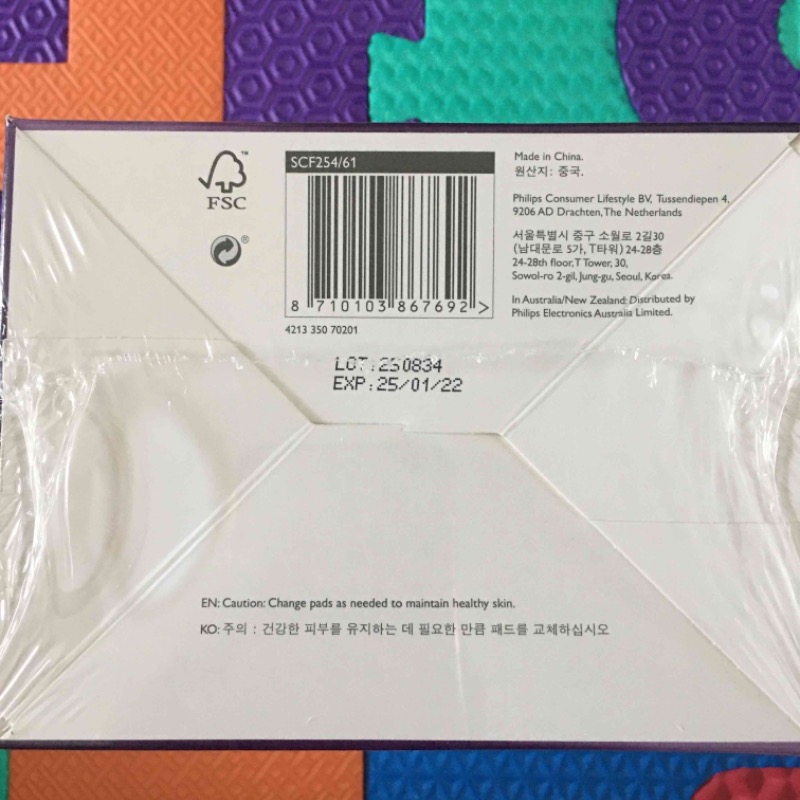 FSC
SCF254/61
8 710103 867692 >
4213 350 70201
Made in China.
원산지: 중국.
Philips Consumer Lifestyle BV, Tussendiepen 4,
9206 AD Drachten, The Netherlands
서울특별시 중구 소월로 2길30
(남대문로 5가, T타워) 24-28층
24-28th floor, T Tower, 30,
Sowol-ro 2-gil, Jung-gu, Seoul, Korea.
In Australia/New Zealand: Distributed by
Philips Electronics Australia Limited.
LOT:250834
EXP:25/01/22
EN: Caution: Change pads as needed to maintain healthy skin.
KO: 주의 : 건강한 피부를 유지하는 데 필요한 만큼 패드를 교체하십시오